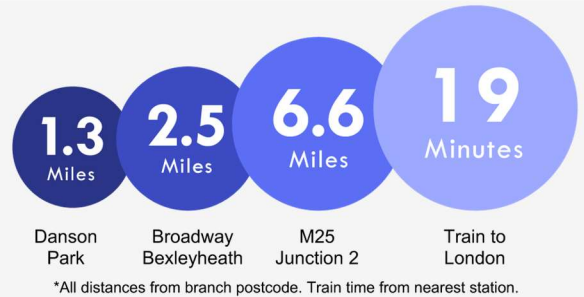 1.3
Miles
2.5
Miles
6.6
Miles
19
Minutes
Danson
Park
Broadway
Bexleyheath
M25
Junction 2
Train to
London
*All distances from branch postcode. Train time from nearest station.